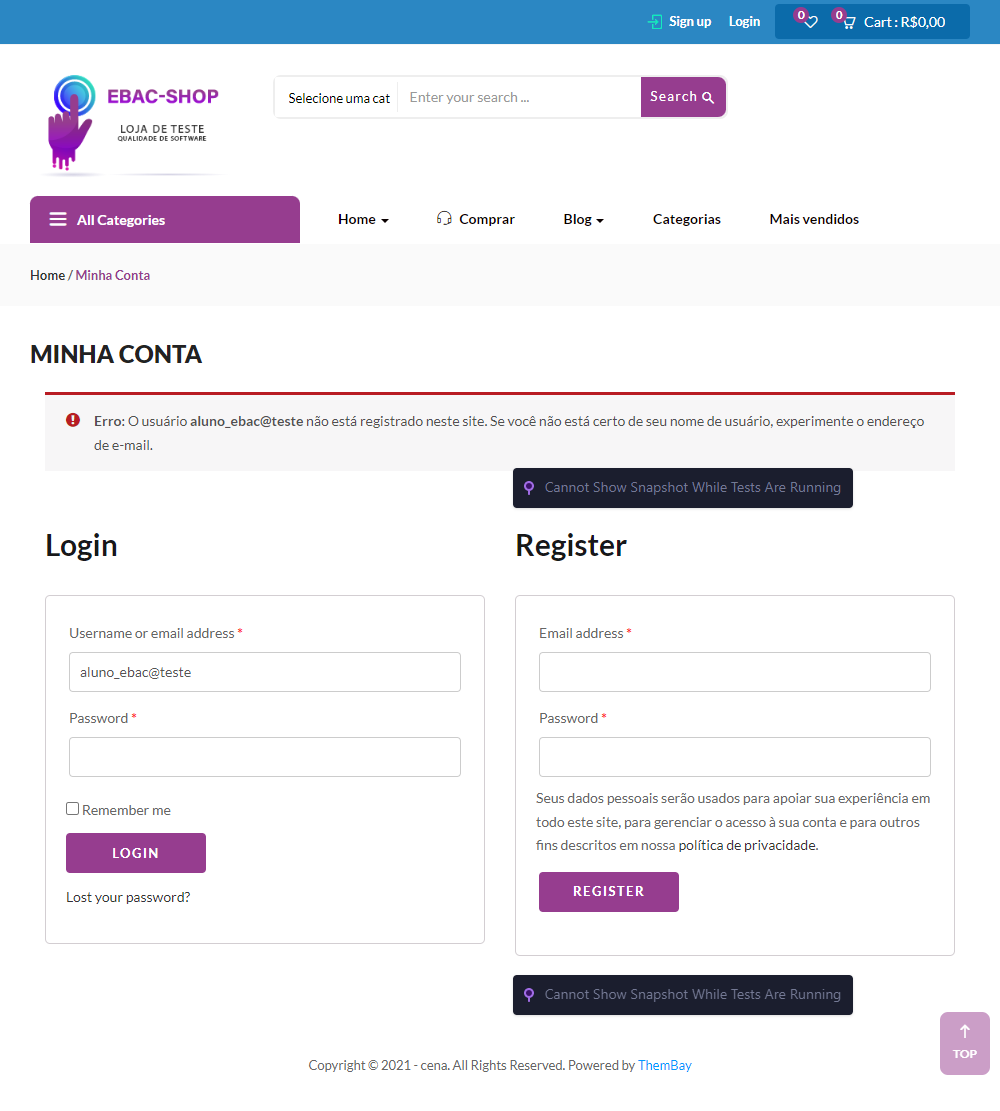 Sign up Login 0 0 Cart : R$0,00
EBAC-SHOP
LOJA DE TESTE
QUALIDADE DE SOFTWARE
Selecione uma cat Enter your search ... Search
All Categories Home Comprar Blog Categorias Mais vendidos
Home / Minha Conta
MINHA CONTA
Erro: O usuário aluno_ebac@teste não está registrado neste site. Se você não está certo de seu nome de usuário, experimente o endereço
de e-mail.
Cannot Show Snapshot While Tests Are Running
Login
Username or email address *
aluno_ebac@teste
Password *
Remember me
LOGIN
Lost your password?
Register
Email address *
Password *
Seus dados pessoais serão usados para apoiar sua experiência em
todo este site, para gerenciar o acesso à sua conta e para outros
fins descritos em nossa política de privacidade.
REGISTER
Cannot Show Snapshot While Tests Are Running
TOP
Copyright © 2021 - cena. All Rights Reserved. Powered by ThemBay